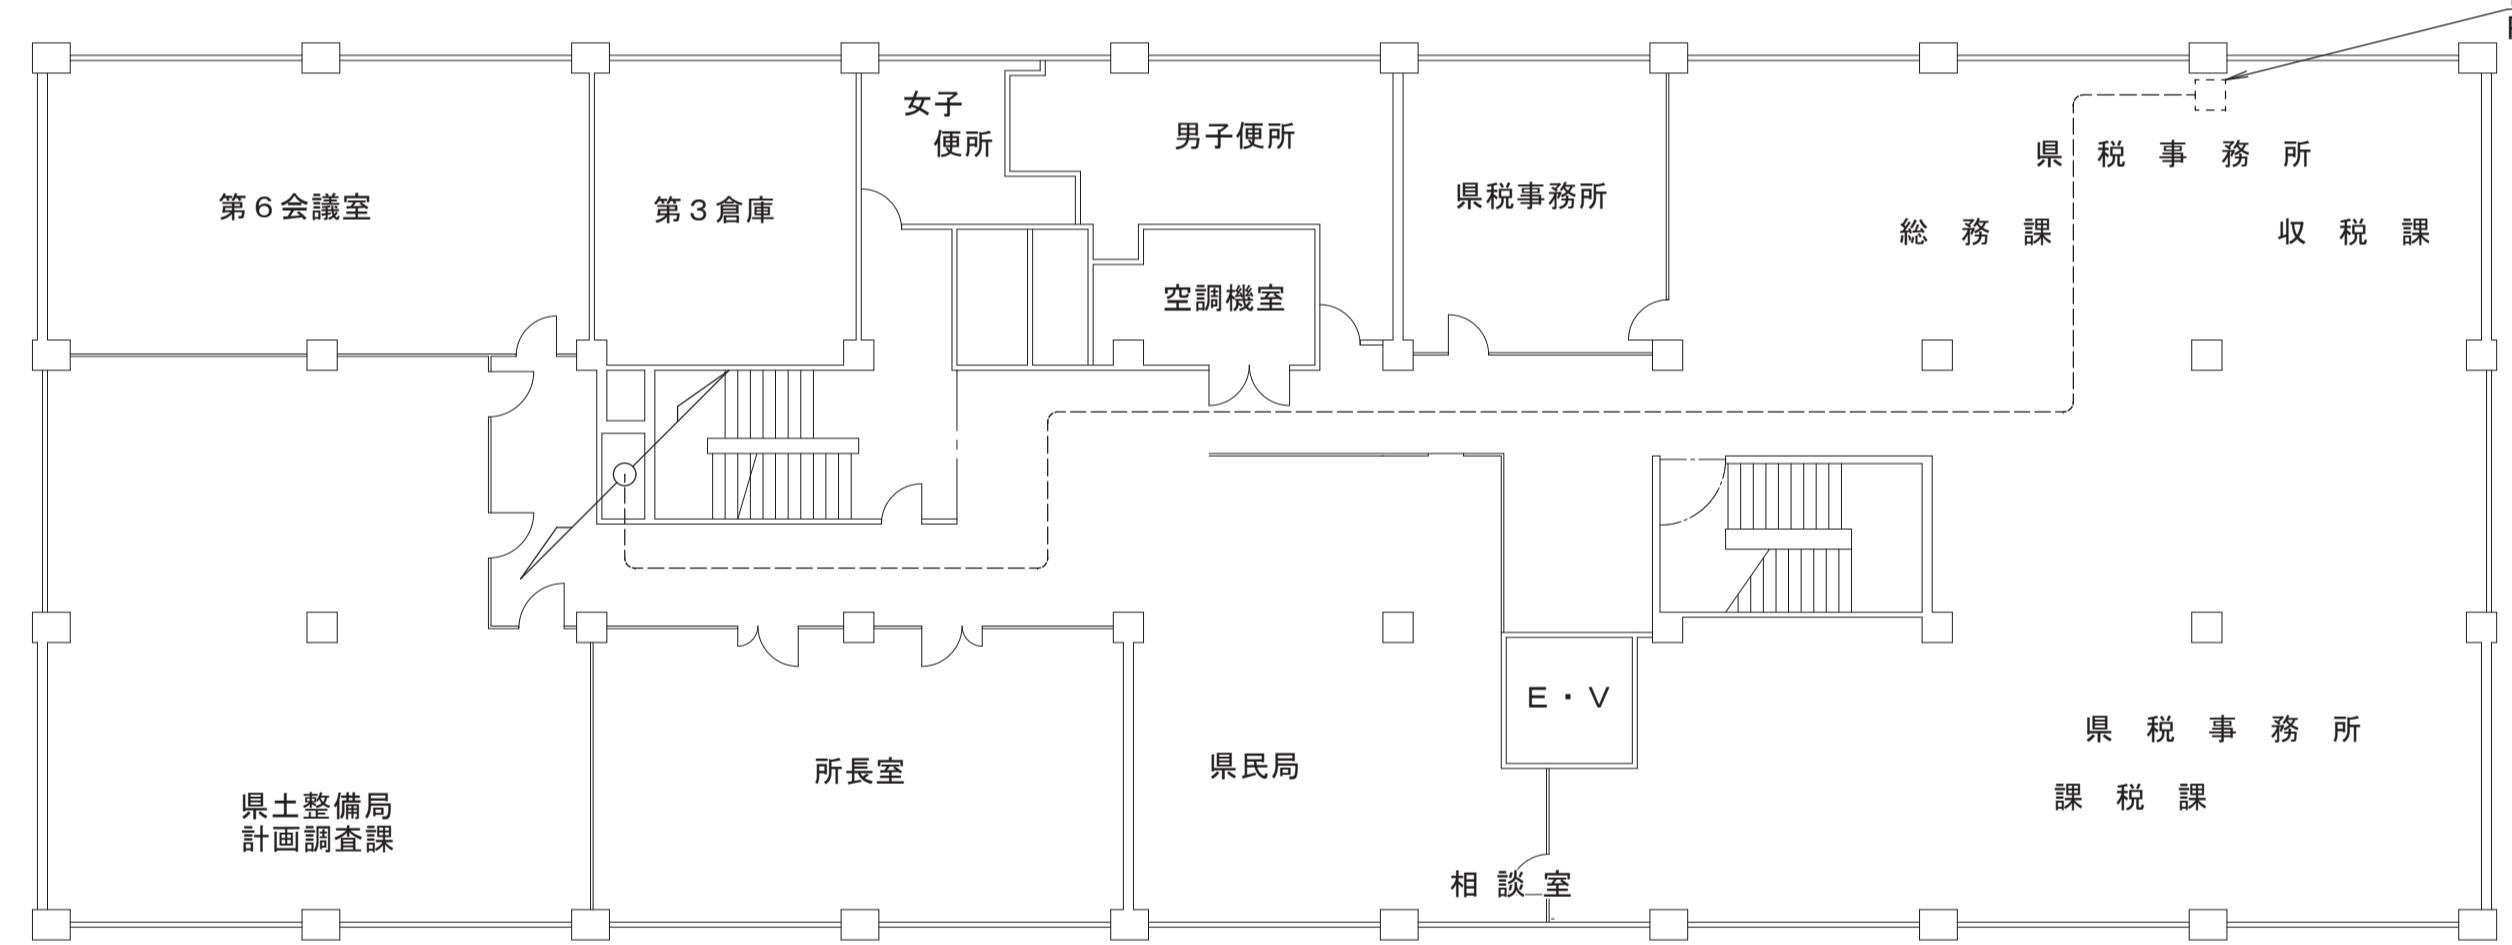 女子
便所
男子便所
県税事務所
第６会議室
第３倉庫
県税事務所
総務課
収税課
空調機室
E・V
県税事務所
課税課
所長室
県民局
県土整備局
計画調査課
相談室